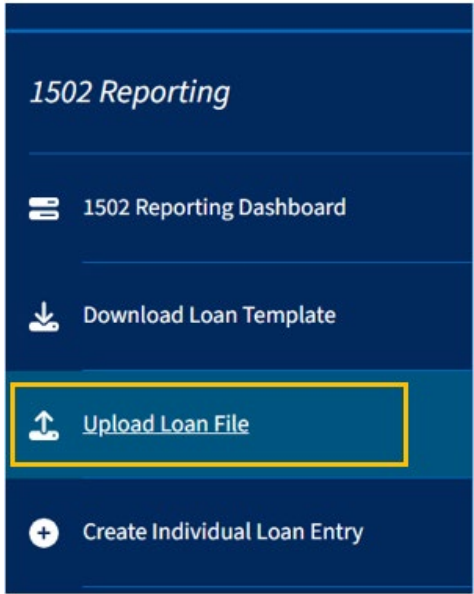 1502 Reporting
1502 Reporting Dashboard
Download Loan Template
Upload Loan File
Create Individual Loan Entry